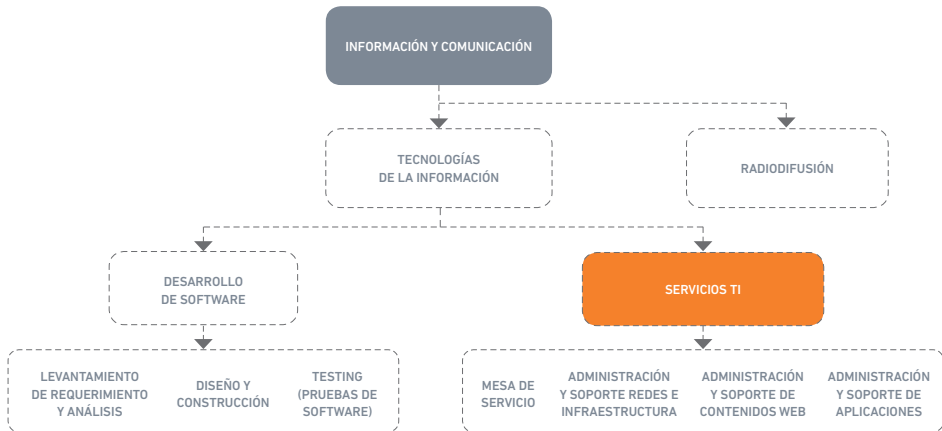 INFORMACIÓN Y COMUNICACIÓN
TECNOLOGÍAS
DE LA INFORMACIÓN
RADIODIFUSIÓN
DESARROLLO
DE SOFTWARE
SERVICIOS TI
LEVANTAMIENTO
DE REQUERIMIENTO
Y ANÁLISIS
DISEÑO Y
CONSTRUCCIÓN
TESTING
(PRUEBAS DE
SOFTWARE)
MESA DE
SERVICIO
ADMINISTRACIÓN
Y SOPORTE REDES E
INFRAESTRUCTURA
ADMINISTRACIÓN
Y SOPORTE DE
CONTENIDOS WEB
ADMINISTRACIÓN
Y SOPORTE DE
APLICACIONES